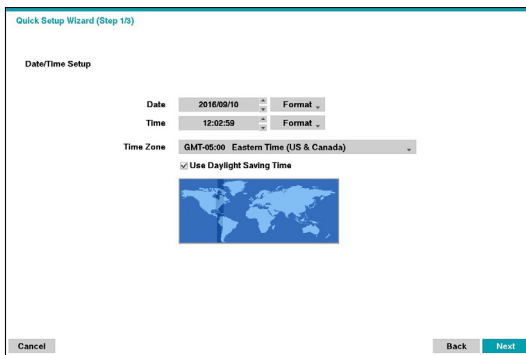 Quick Setup Wizard (Step 1/3)
Date/Time Setup
Date 2016/09/10 Format
Time 12:02:59 Format
Time Zone GMT-05:00 Eastern Time (US & Canada)
Use Daylight Saving Time
Cancel Back Next